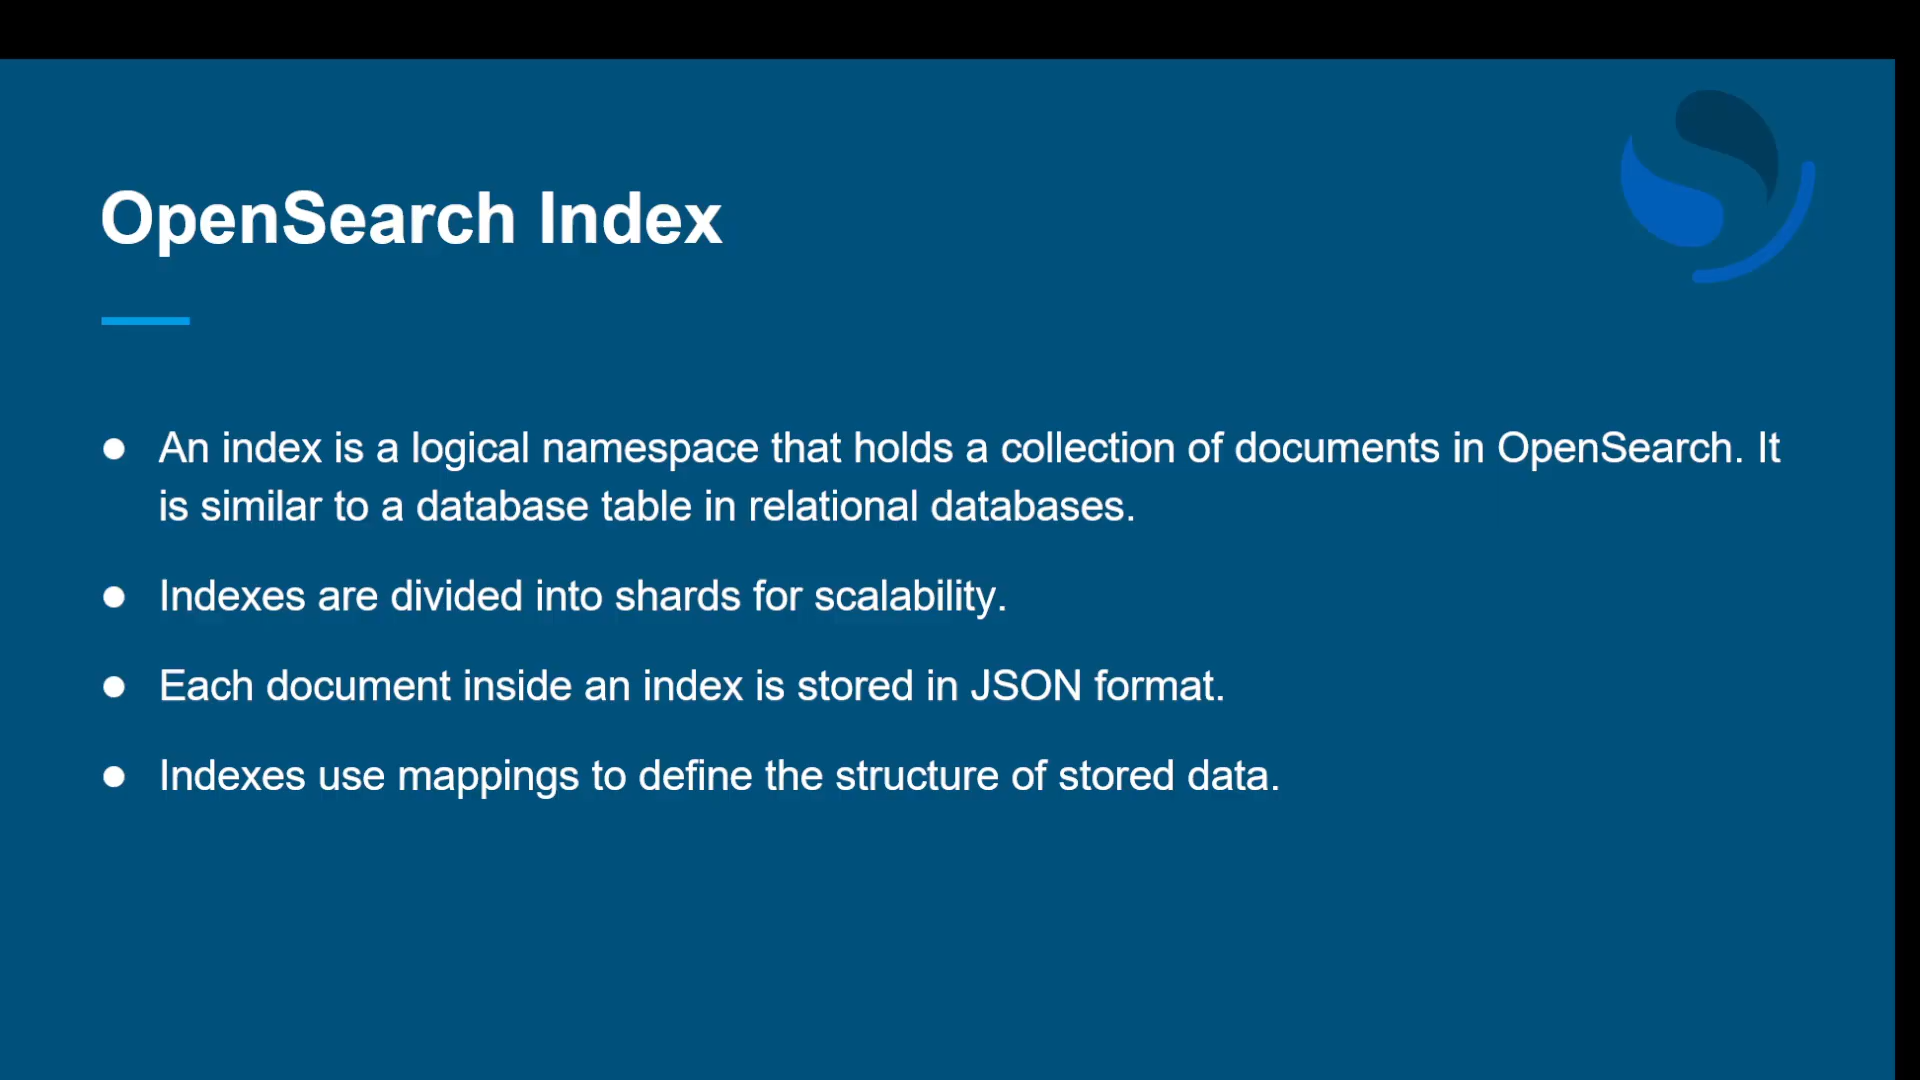 OpenSearch Index
● An index is a logical namespace that holds a collection of documents in OpenSearch. It
is similar to a database table in relational databases.
● Indexes are divided into shards for scalability.
● Each document inside an index is stored in JSON format.
● Indexes use mappings to define the structure of stored data.